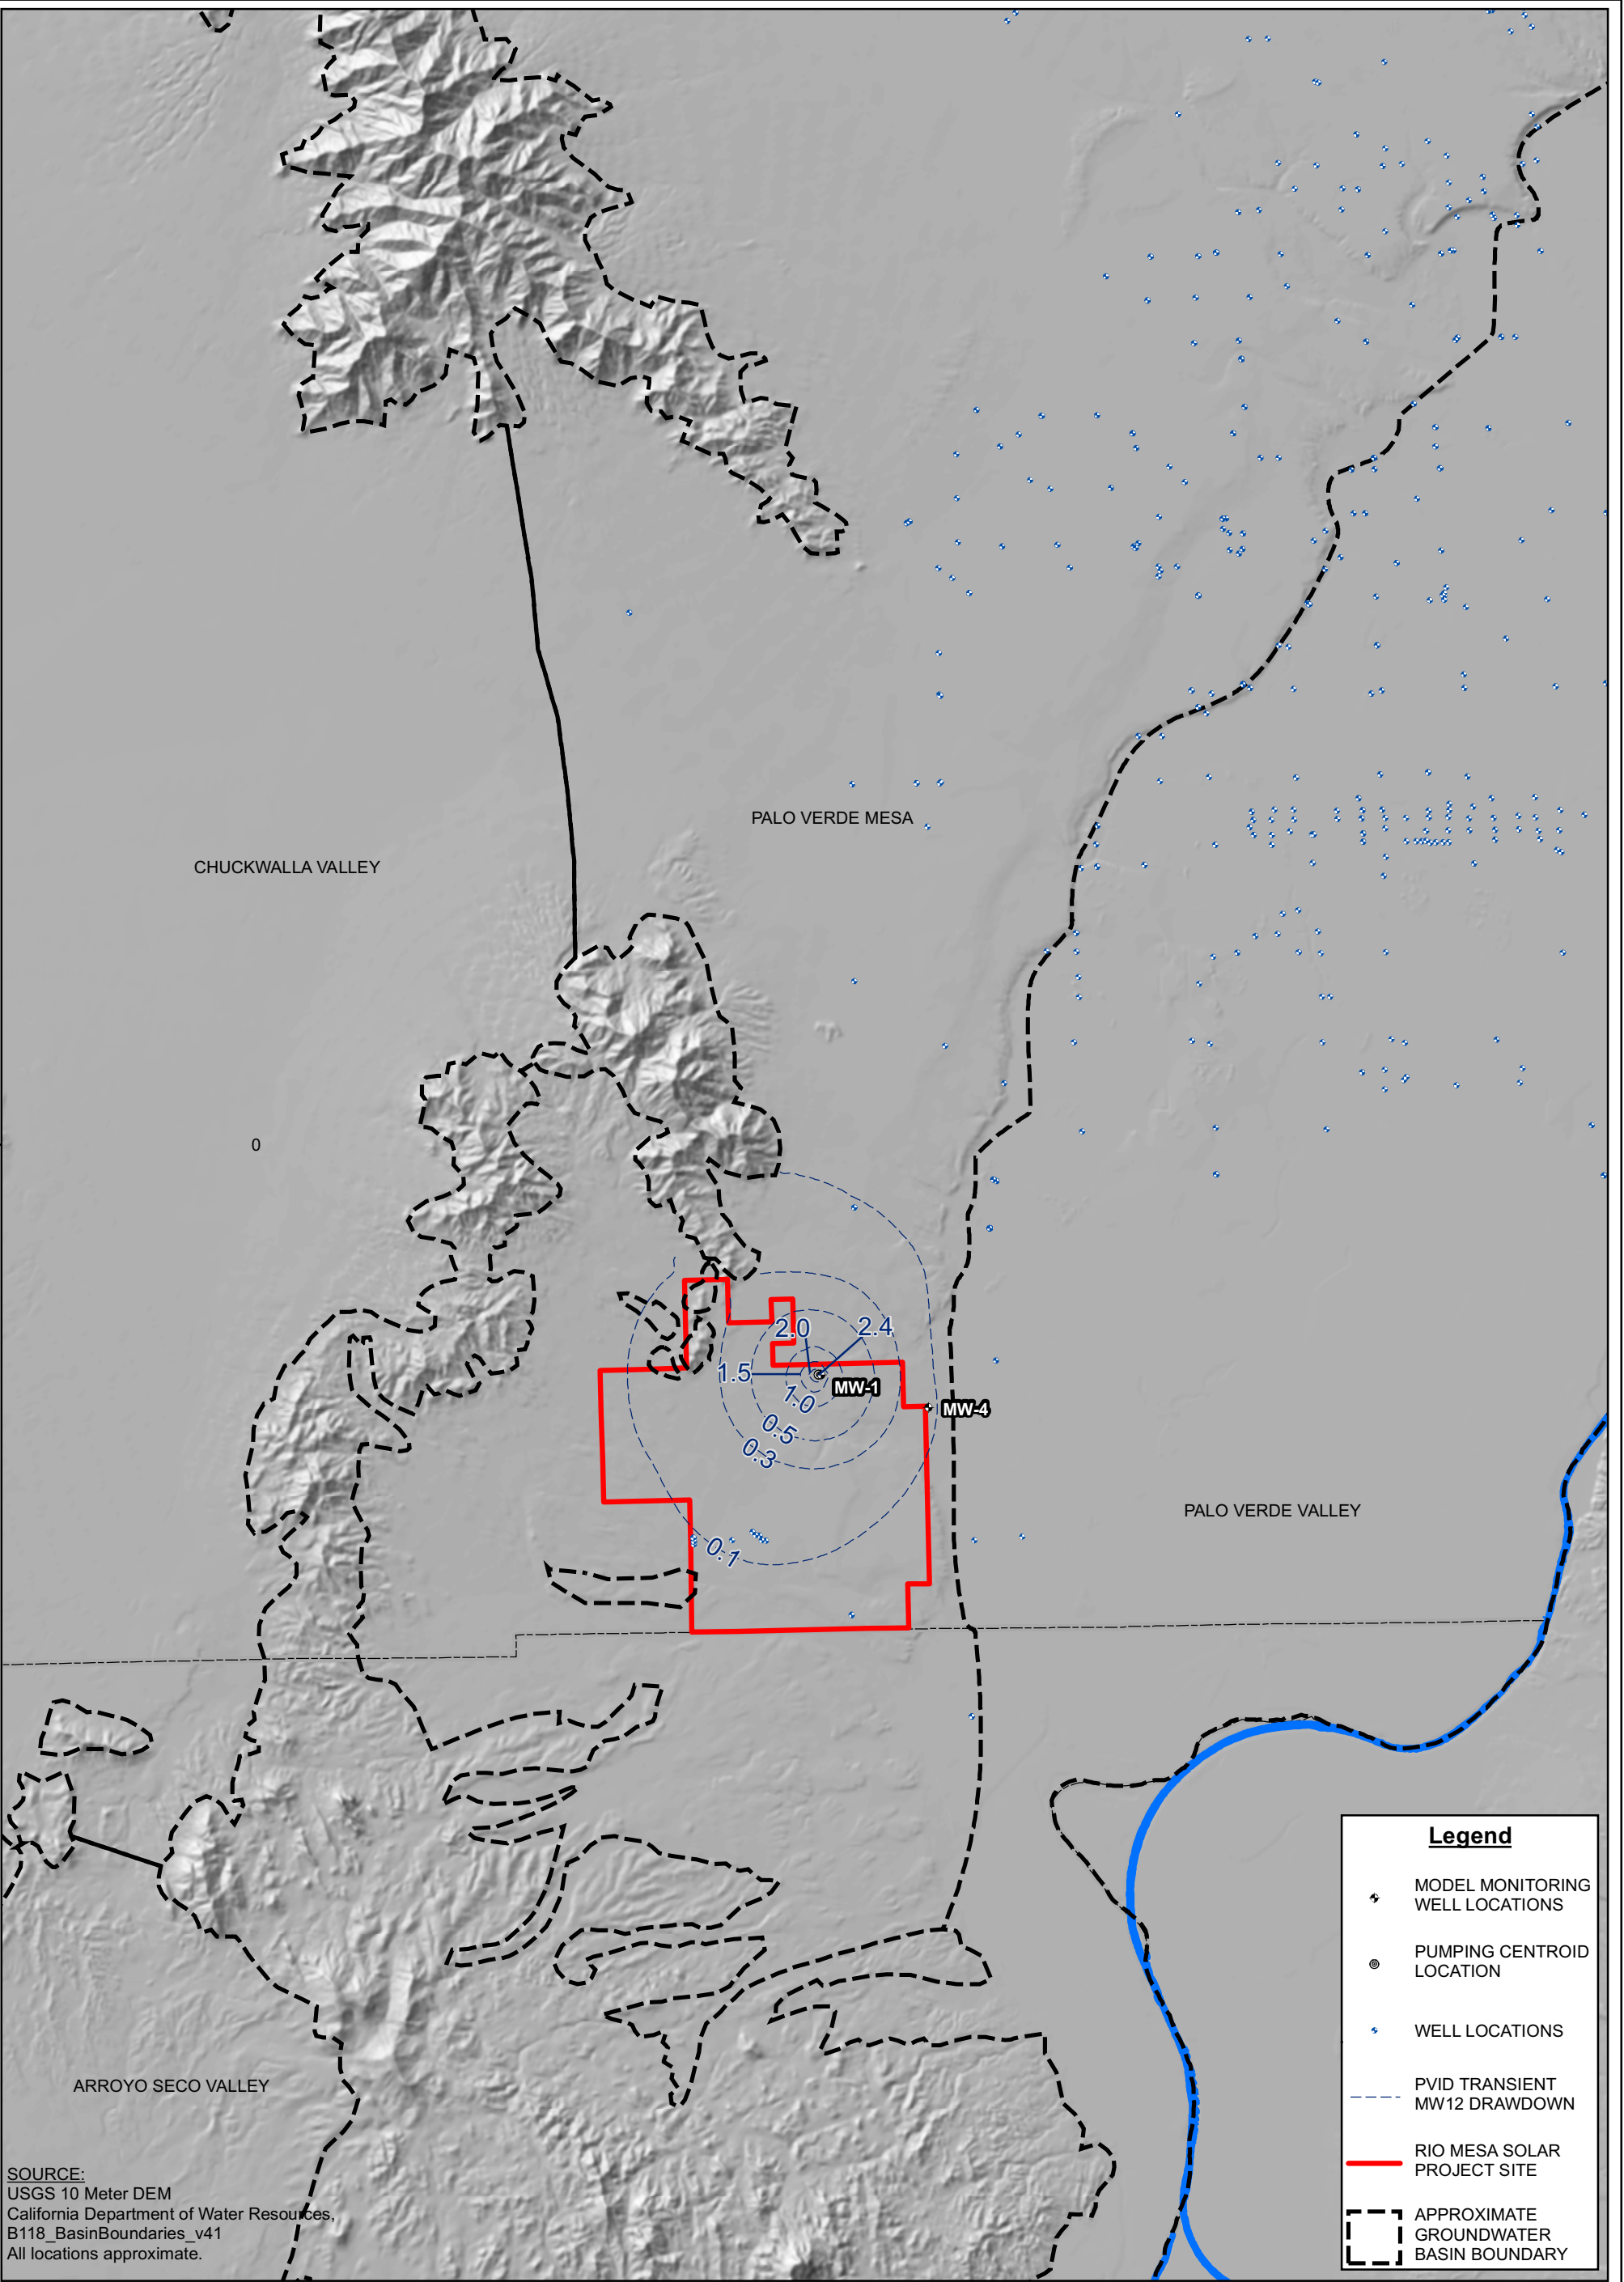 PALO VERDE MESA
CHUCKWALLA VALLEY
0
2.0
2.4
1.5
MW-1
1.0
MW-4
0.5
0.3
PALO VERDE VALLEY
0.1
ARROYO SECO VALLEY
SOURCE:
USGS 10 Meter DEM
California Department of Water Resources,
B118_BasinBoundaries_v41
All locations approximate.
Legend
MODEL MONITORING
WELL LOCATIONS
PUMPING CENTROID
LOCATION
WELL LOCATIONS
PVID TRANSIENT
MW12 DRAWDOWN
RIO MESA SOLAR
PROJECT SITE
APPROXIMATE
GROUNDWATER
BASIN BOUNDARY